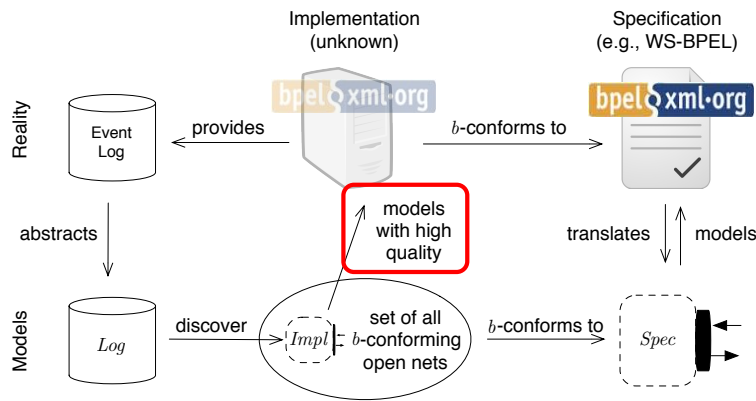 Implementation
(unknown)
Specification
(e.g., WS-BPEL)
Reality
Event
Log
provides
bpel xml·org
b-conforms to
bpel xml·org
abstracts
models
with high
quality
translates
models
Models
Log
discover
Impl
set of all
b-conforming
open nets
b-conforms to
Spec